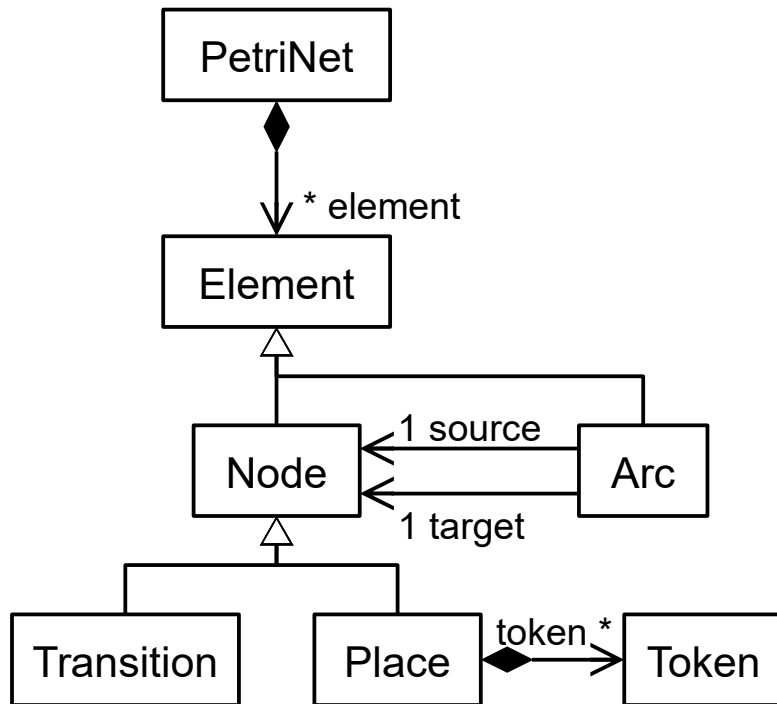 PetriNet
* element
Element
1 source
Node
Arc
1 target
token *
Transition
Place
Token